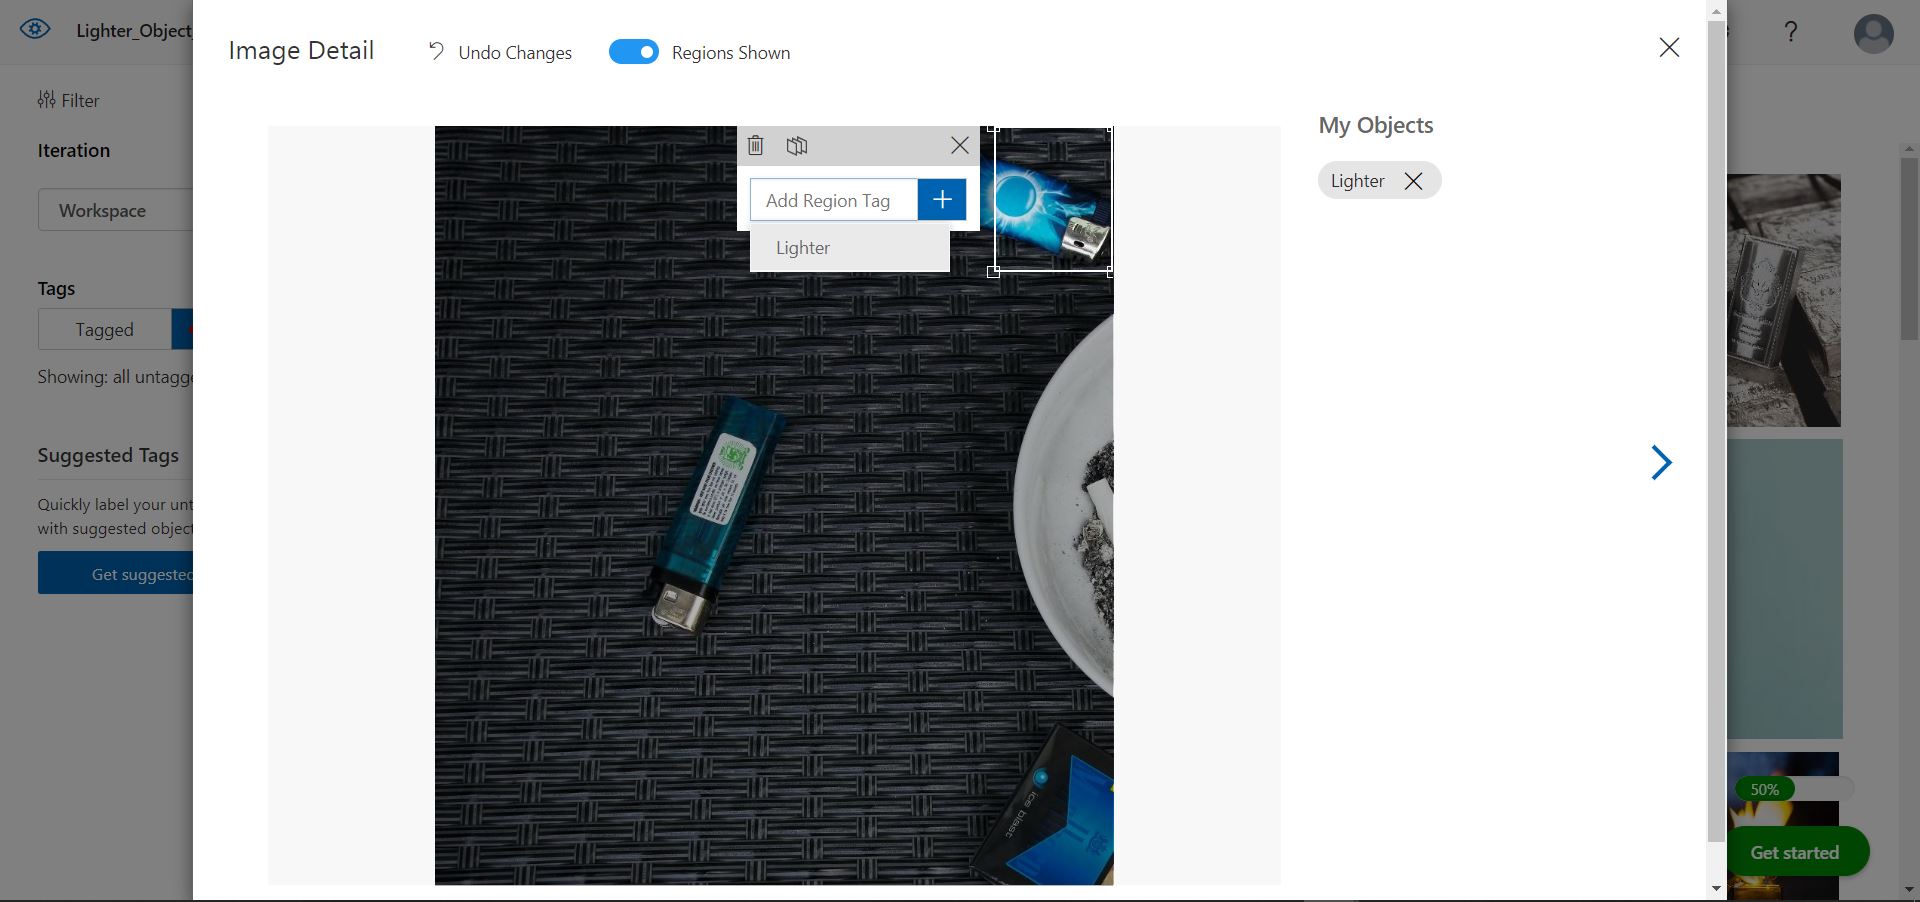 Lighter_Object
Image Detail
Undo Changes
Regions Shown
?
Filter
Iteration
Workspace
Tags
Tagged
Showing: all untagge
Suggested Tags
Quickly label your unt
with suggested object
Get suggested
Add Region Tag
Lighter
ice blast
My Objects
Lighter
50%
Get started